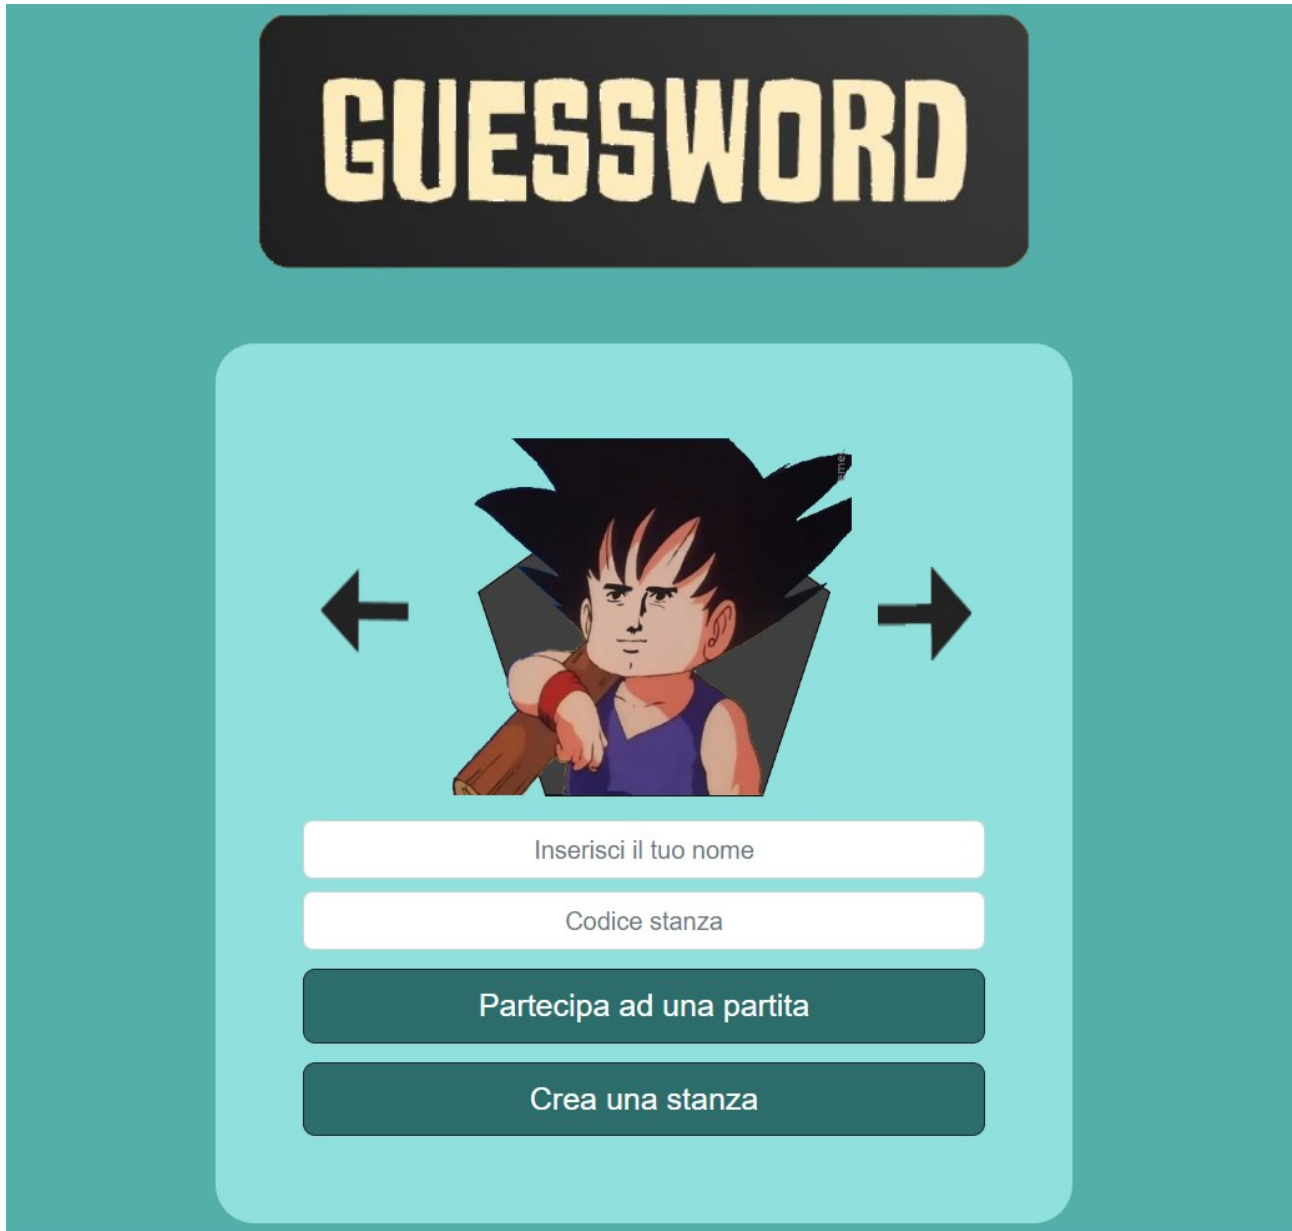 GUESSWORD
Inserisci il tuo nome
Codice stanza
Partecipa ad una partita
Crea una stanza